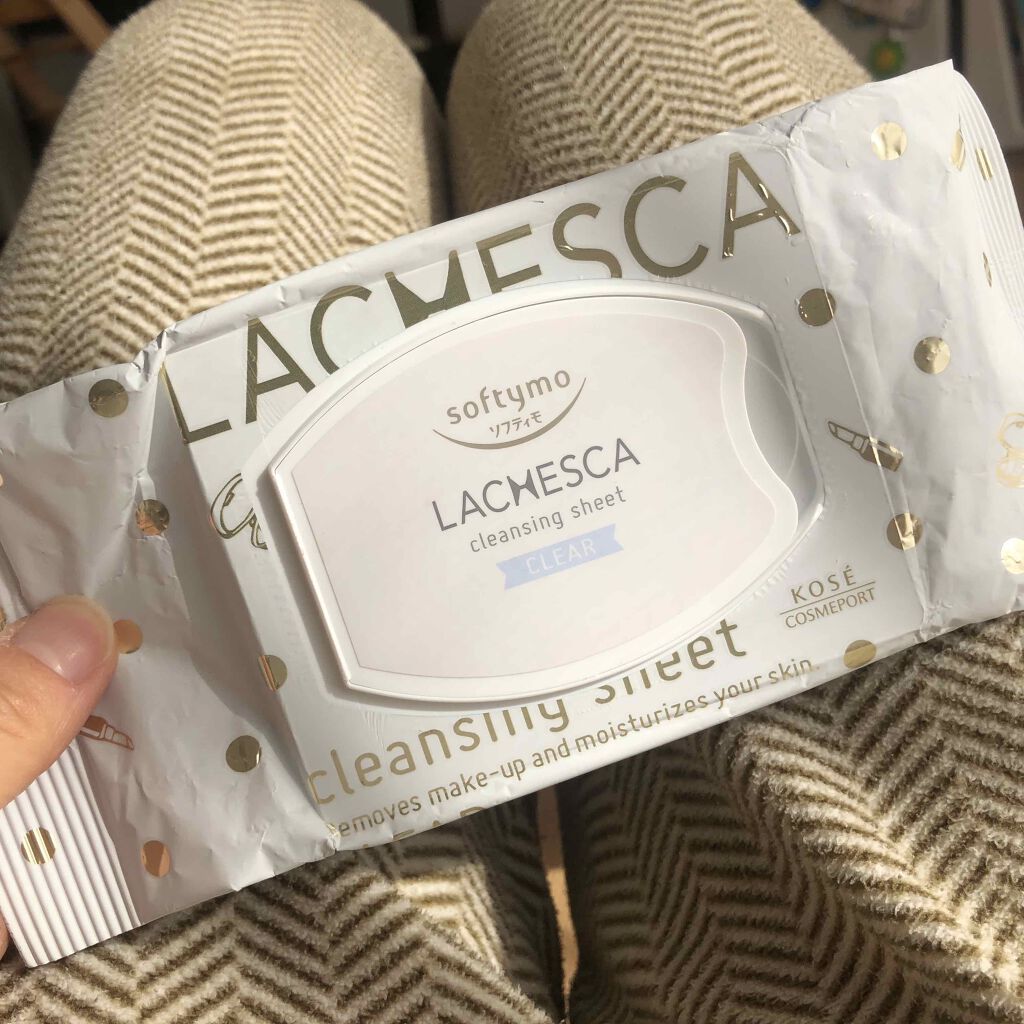 LACHESCA
softymo
ソフティモ
LACHESCA
cleansing sheet
CLEAR
KOSÉ
COSMEPORT
cleansing sheet
removes make-up and moisturizes your skin.